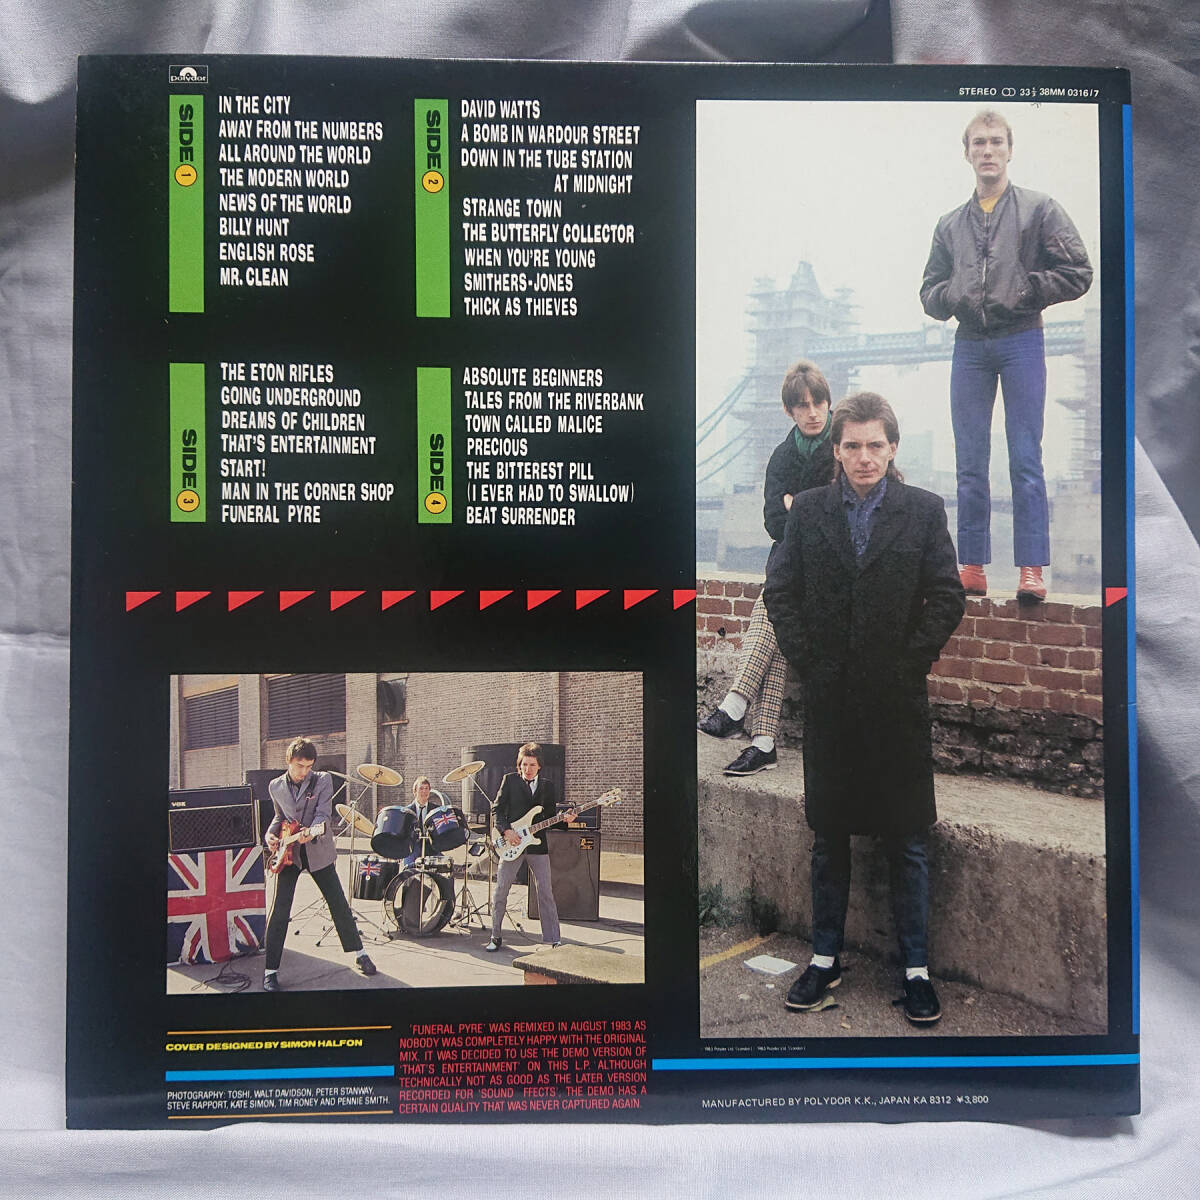 polydor
STEREO 33⅓ 38MM 0316/7
SIDE 1
IN THE CITY
AWAY FROM THE NUMBERS
ALL AROUND THE WORLD
THE MODERN WORLD
NEWS OF THE WORLD
BILLY HUNT
ENGLISH ROSE
MR. CLEAN
SIDE 2
DAVID WATTS
A BOMB IN WARDOUR STREET
DOWN IN THE TUBE STATION
AT MIDNIGHT
STRANGE TOWN
THE BUTTERFLY COLLECTOR
WHEN YOU'RE YOUNG
SMITHERS-JONES
THICK AS THIEVES
SIDE 3
THE ETON RIFLES
GOING UNDERGROUND
DREAMS OF CHILDREN
THAT'S ENTERTAINMENT
START!
MAN IN THE CORNER SHOP
FUNERAL PYRE
SIDE 4
ABSOLUTE BEGINNERS
TALES FROM THE RIVERBANK
TOWN CALLED MALICE
PRECIOUS
THE BITTEREST PILL
(I EVER HAD TO SWALLOW)
BEAT SURRENDER
VOX
COVER DESIGNED BY SIMON HALFON
PHOTOGRAPHY: TOSHI, WALT DAVIDSON, PETER STANWAY,
STEVE RAPPORT, KATE SIMON, TIM RONEY AND PENNIE SMITH.
'FUNERAL PYRE' WAS REMIXED IN AUGUST 1983 AS
NOBODY WAS COMPLETELY HAPPY WITH THE ORIGINAL
MIX. IT WAS DECIDED TO USE THE DEMO VERSION OF
'THAT'S ENTERTAINMENT' ON THIS L.P. ALTHOUGH
TECHNICALLY NOT AS GOOD AS THE LATER VERSION
RECORDED FOR 'SOUND FFECTS', THE DEMO HAS A
CERTAIN QUALITY THAT WAS NEVER CAPTURED AGAIN.
MANUFACTURED BY POLYDOR K.K., JAPAN KA 8312 ¥3,800